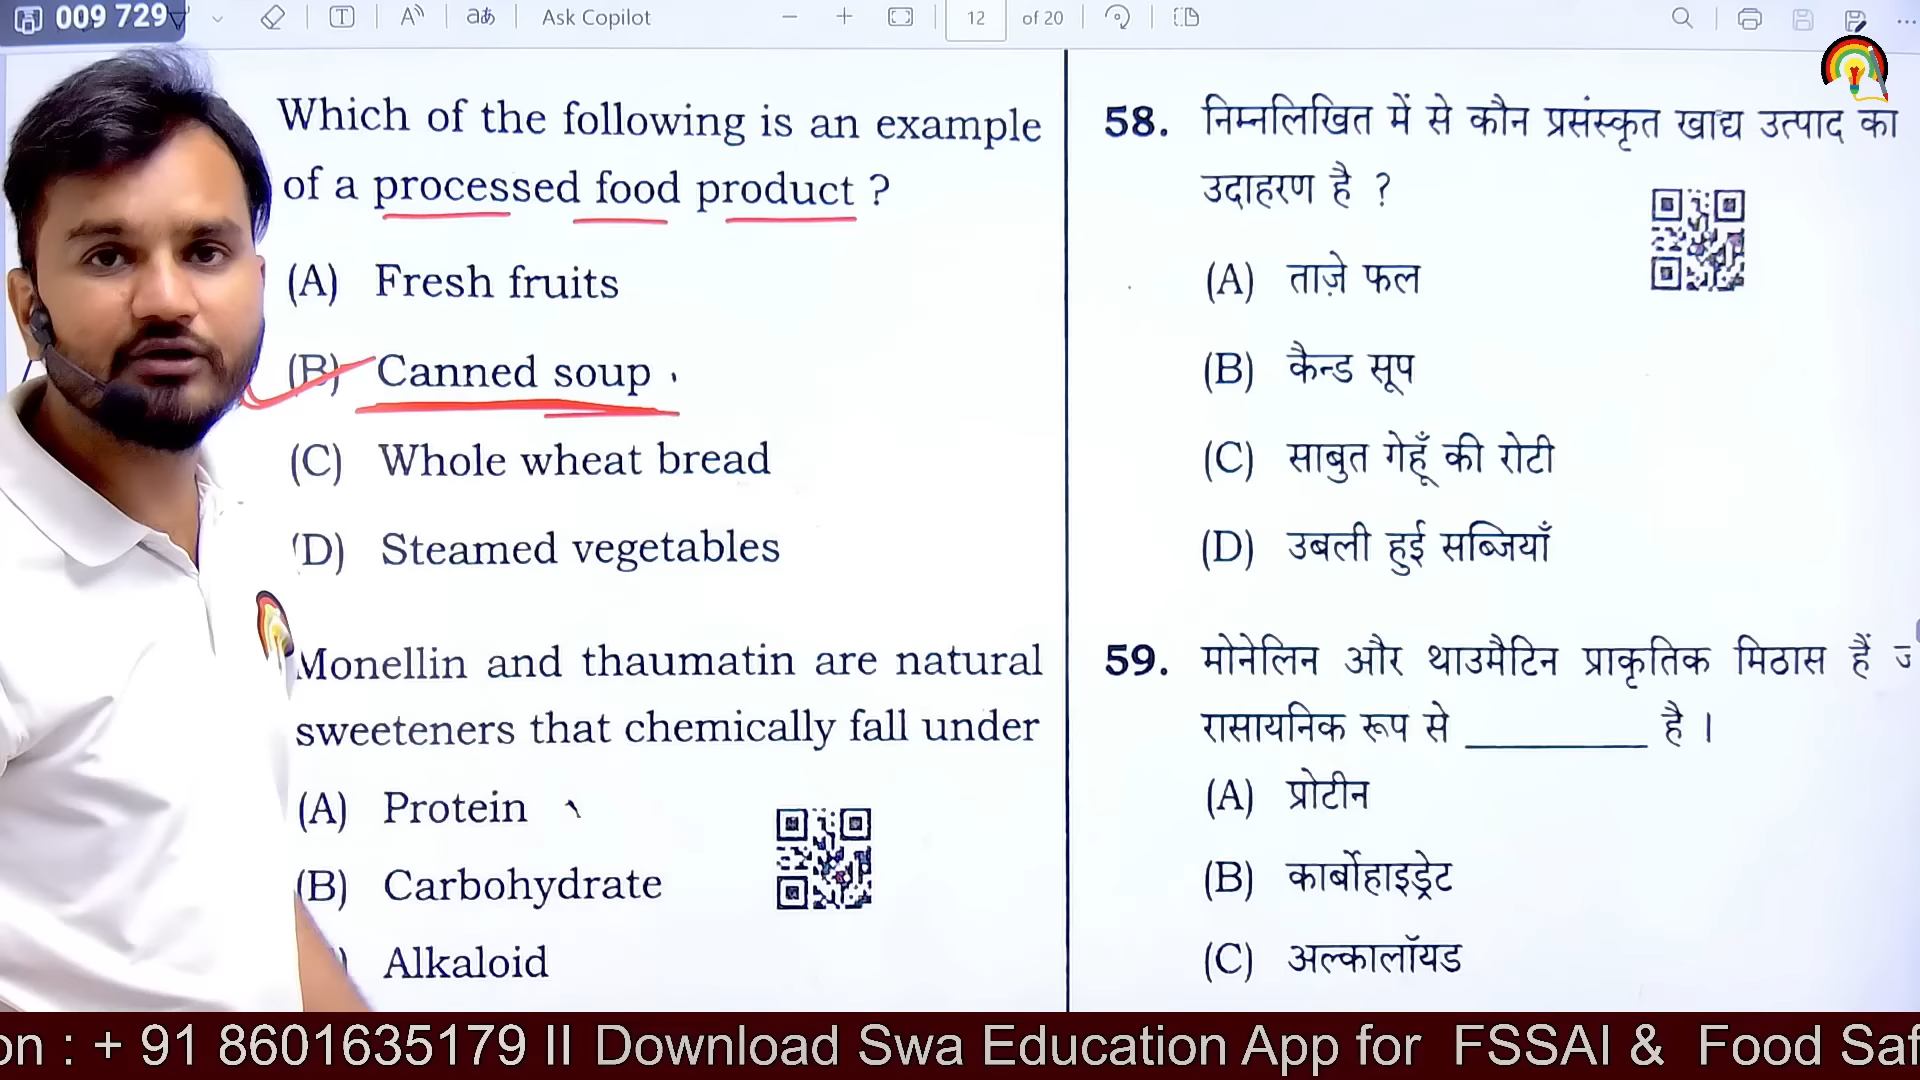 009 729
Ask Copilot
12 of 20
Which of the following is an example
of a processed food product ?
(A) Fresh fruits
(B) Canned soup
(C) Whole wheat bread
(D) Steamed vegetables
Monellin and thaumatin are natural
sweeteners that chemically fall under
(A) Protein
(B) Carbohydrate
Alkaloid
58. निम्नलिखित में से कौन प्रसंस्कृत खाद्य उत्पाद का
उदाहरण है ?
(A) ताज़े फल
(B) कैन्ड सूप
(C) साबुत गेहूँ की रोटी
(D) उबली हुई सब्जियाँ
59. मोनेलिन और थाउमैटिन प्राकृतिक मिठास हैं
रासायनिक रूप से ________ है ।
(A) प्रोटीन
(B) कार्बोहाइड्रेट
(C) अल्कालॉयड
on : + 91 8601635179 II Download Swa Education App for FSSAI & Food Saf